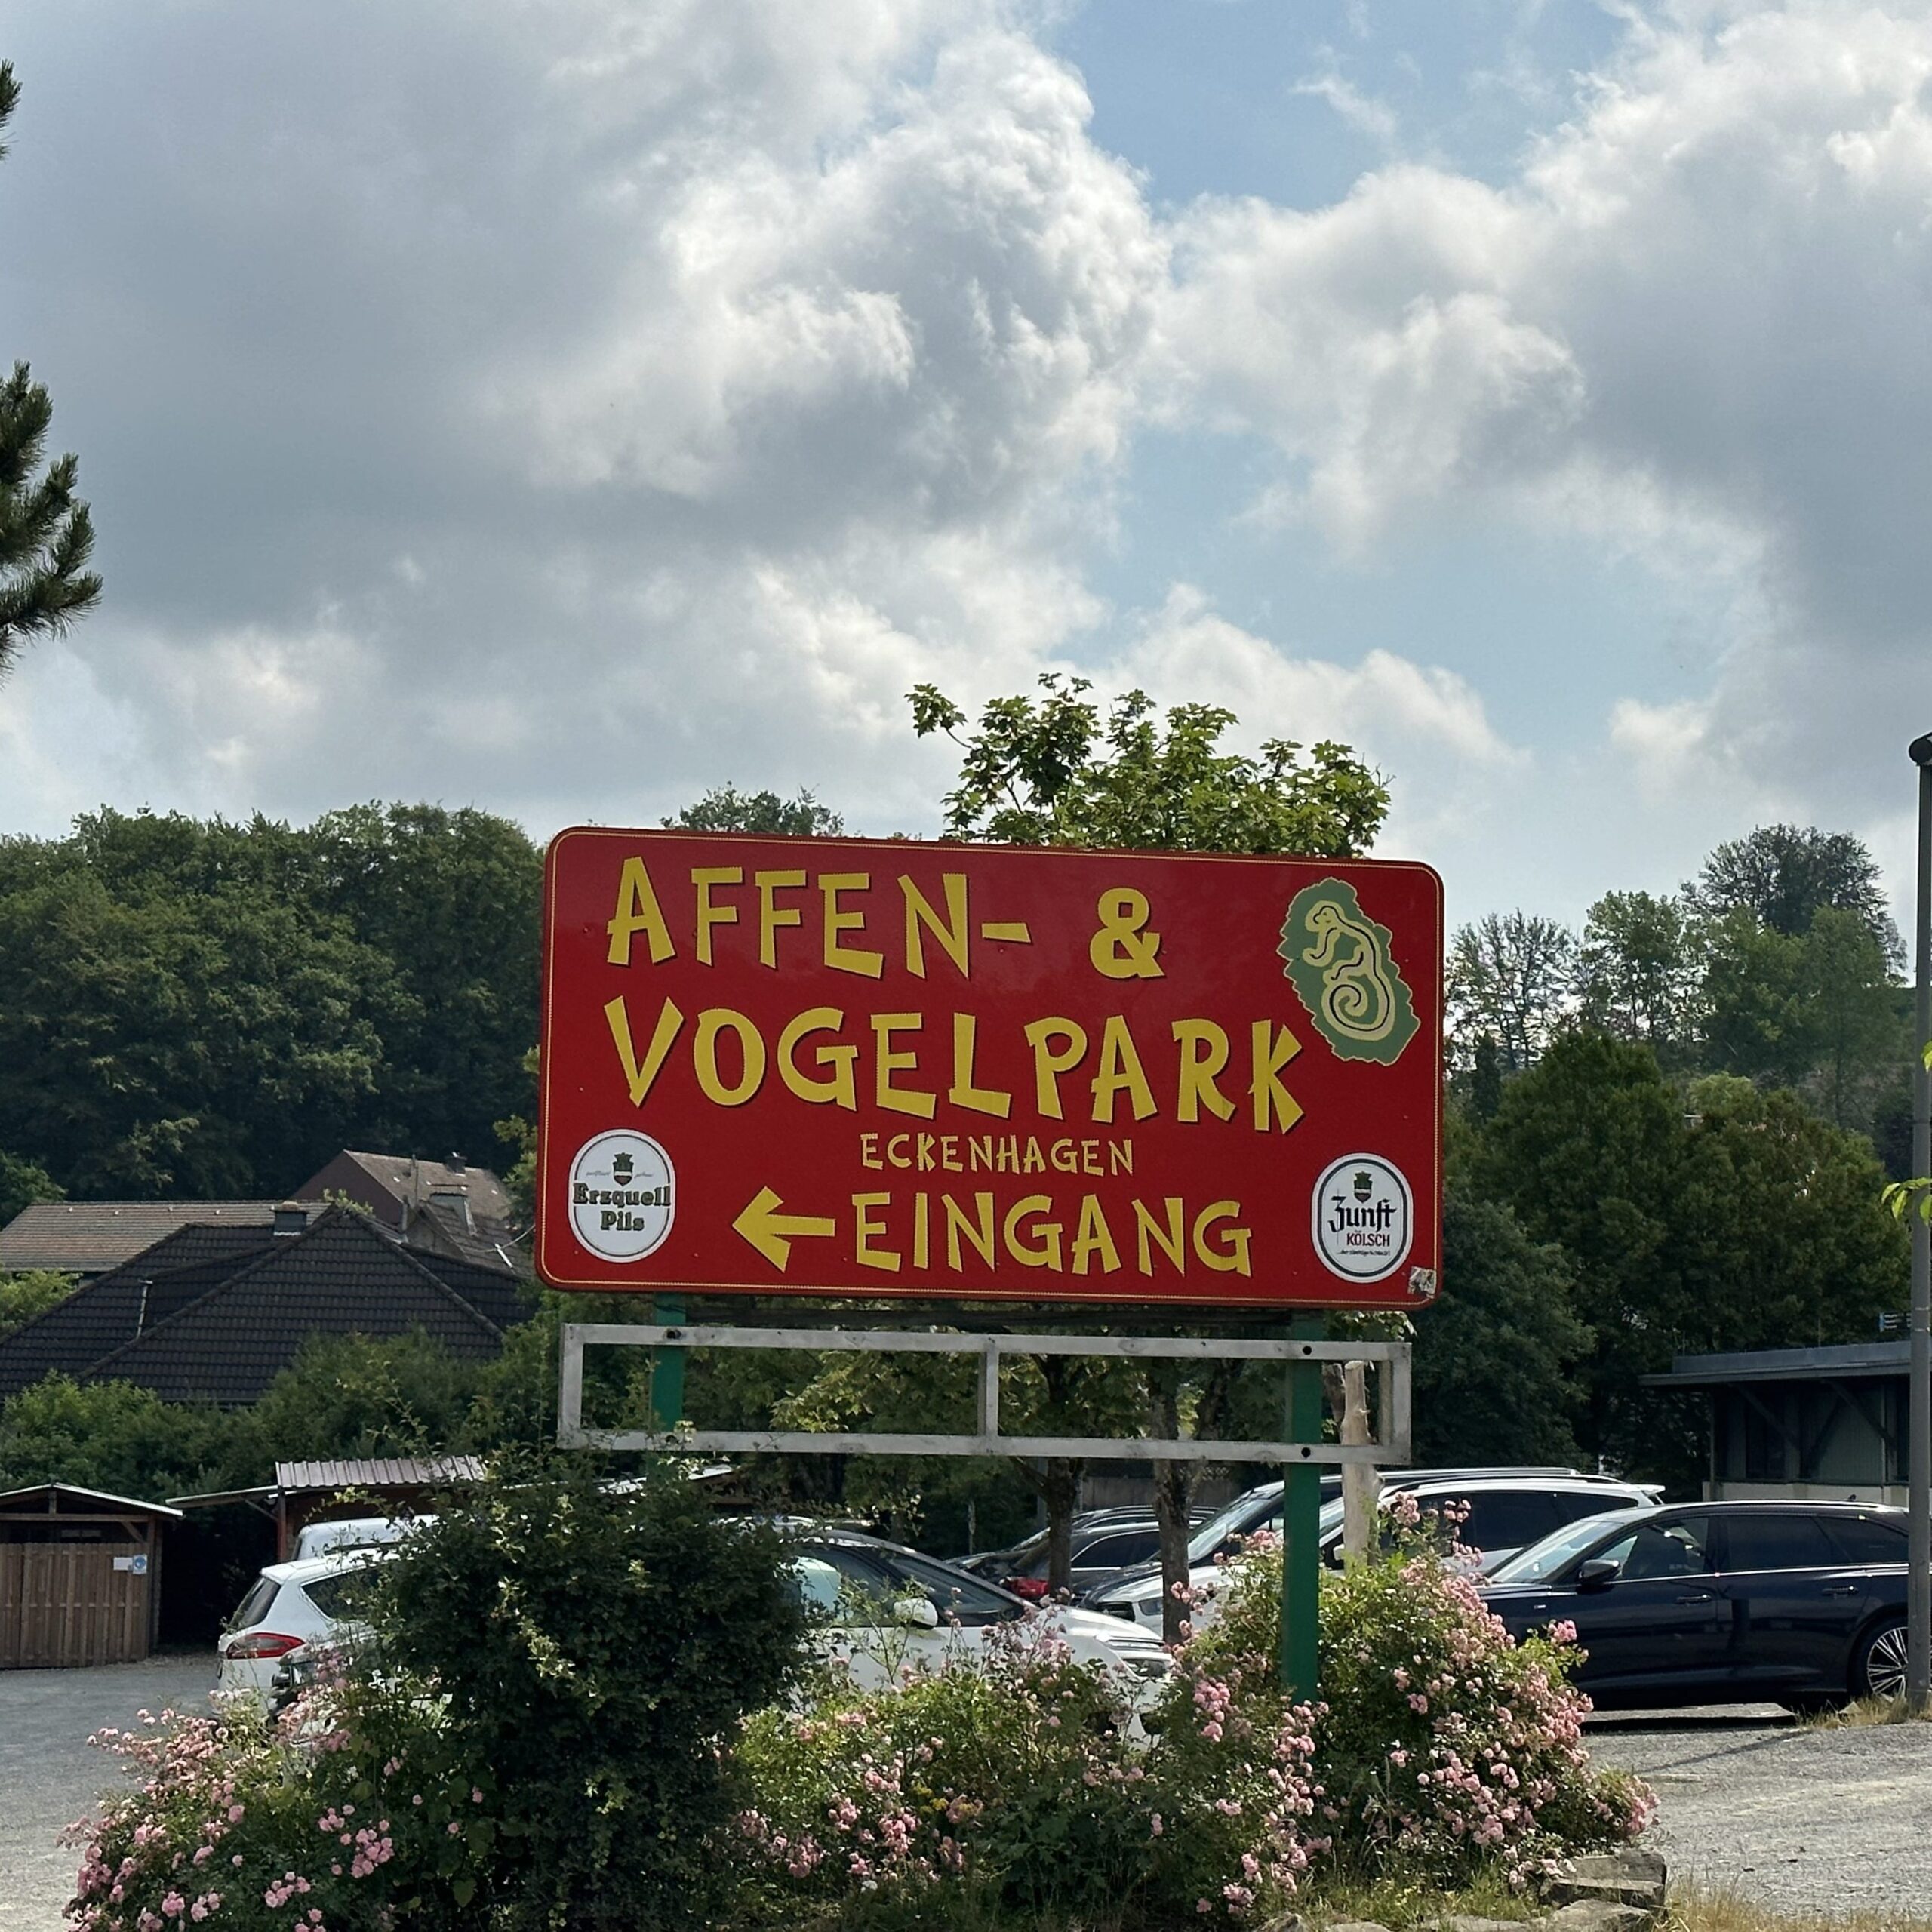 AFFEN- &
VOGELPARK
ECKENHAGEN
← EINGANG
Erzquell
Pils
Zunft
KÖLSCH